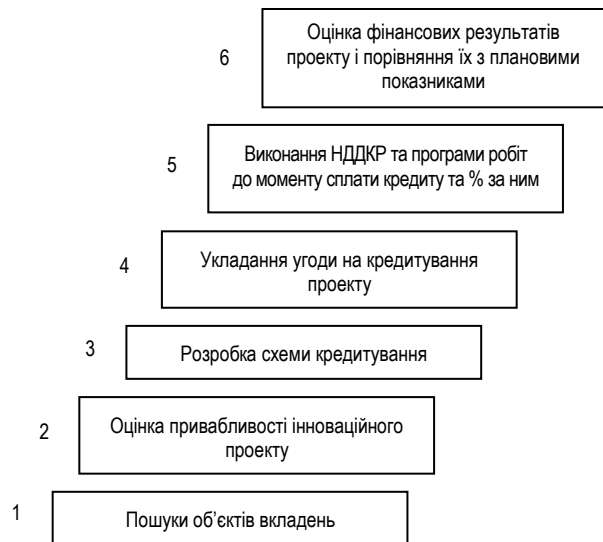 6
Оцінка фінансових результатів
проекту і порівняння їх з плановими
показниками
5
Виконання НДДКР та програми робіт
до моменту сплати кредиту та % за ним
4
Укладання угоди на кредитування
проекту
3
Розробка схеми кредитування
2
Оцінка привабливості інноваційного
проекту
1
Пошуки об’єктів вкладень